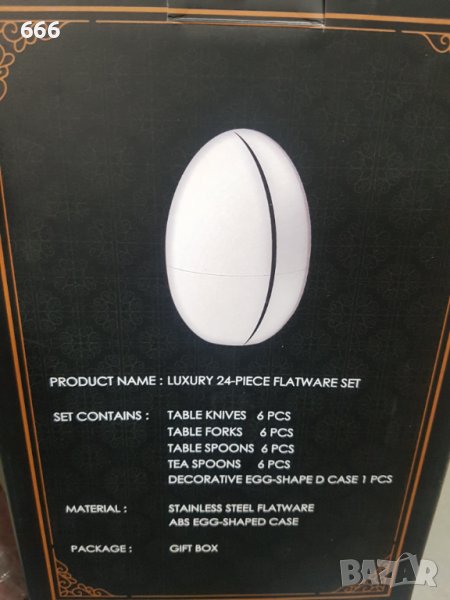 666
PRODUCT NAME : LUXURY 24-PIECE FLATWARE SET
SET CONTAINS : TABLE KNIVES 6 PCS
TABLE FORKS 6 PCS
TABLE SPOONS 6 PCS
TEA SPOONS 6 PCS
DECORATIVE EGG-SHAPE D CASE 1 PCS
MATERIAL : STAINLESS STEEL FLATWARE
ABS EGG-SHAPED CASE
PACKAGE : GIFT BOX
BAZAR